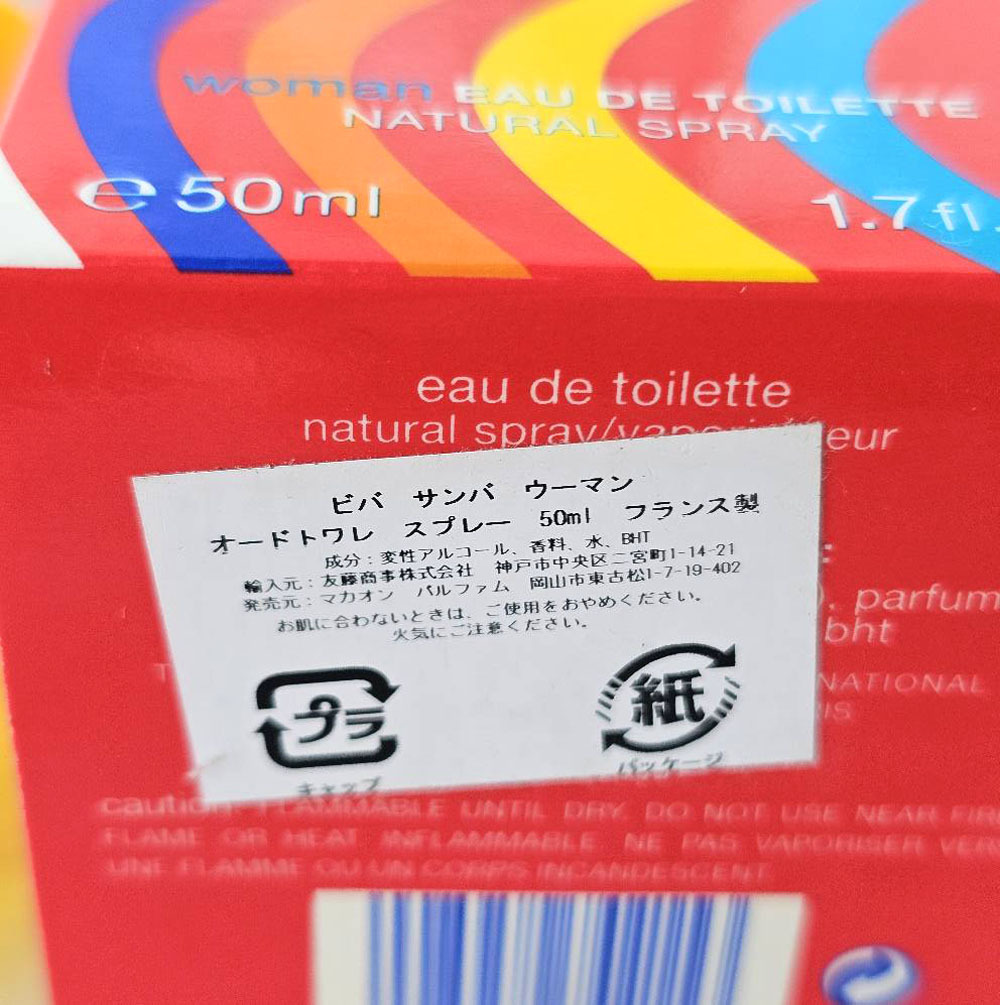 woman EAU DE TOILETTE
NATURAL SPRAY
e 50ml
1.7 fl.
eau de toilette
natural spray/
eur
ビバ サンバ ウーマン
オードトワレ スプレー 50ml フランス製
成分：変性アルコール、香料、水、BHT
輸入元：友藤商事株式会社 神戸市中央区二宮町1-14-21
発売元：マカオン パルファム 岡山市東古松1-7-19-402
お肌に合わないときは、ご使用をおやめください。
火気にご注意ください。
プラ
紙
キャップ
パッケージ
parfum
bht
NATIONAL
caution FLAMMABLE UNTIL DRY. DO NOT USE NEAR FIR
FLAME OR HEAT INFLAMMABLE NE PAS VAPORISER VER
UNE FLAMME OU UN CORPS INCANDESCENT